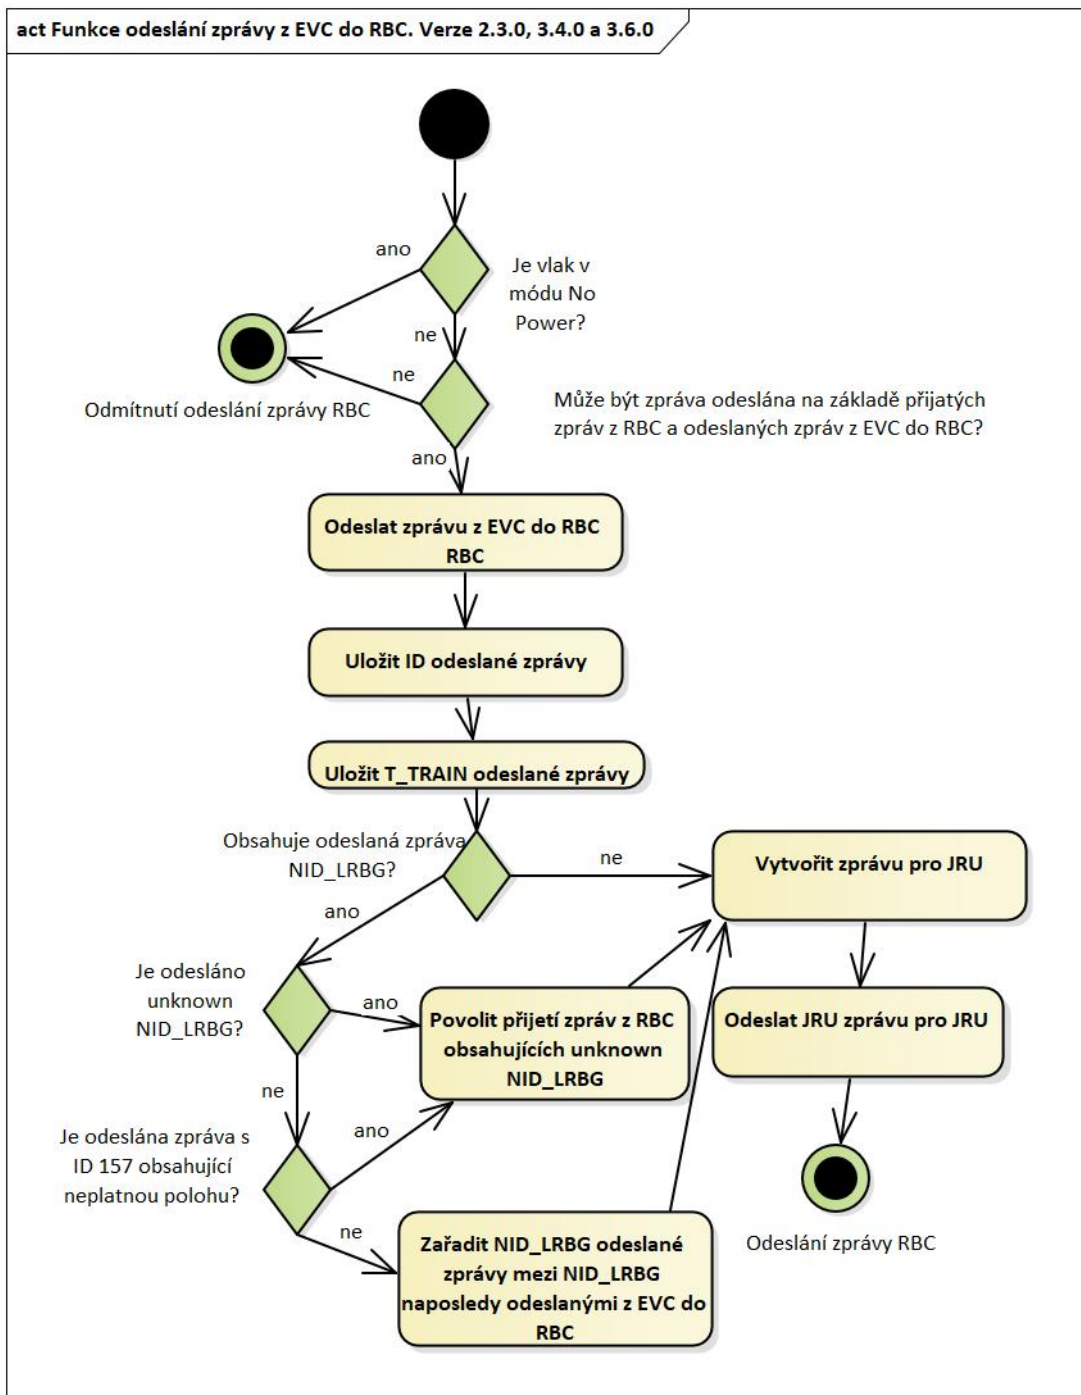 act Funkce odeslání zprávy z EVC do RBC. Verze 2.3.0, 3.4.0 a 3.6.0
ano
Je vlak v
módu No
Power?
ne
ne
Odmítnutí odeslání zprávy RBC
Může být zpráva odeslána na základě přijatých
zpráv z RBC a odeslaných zpráv z EVC do RBC?
ano
Odeslat zprávu z EVC do RBC
RBC
Uložit ID odeslané zprávy
Uložit T_TRAIN odeslané zprávy
Obsahuje odeslaná zpráva
NID_LRBG?
ne
Vytvořit zprávu pro JRU
ano
Je odesláno
unknown
NID_LRBG?
ano
Povolit přijetí zpráv z RBC
obsahujících unknown
NID_LRBG
Odeslat JRU zprávu pro JRU
ne
Je odeslána zpráva s
ID 157 obsahující
neplatnou polohu?
ano
ne
Zařadit NID_LRBG odeslané
zprávy mezi NID_LRBG
naposledy odeslanými z EVC do
RBC
Odeslání zprávy RBC